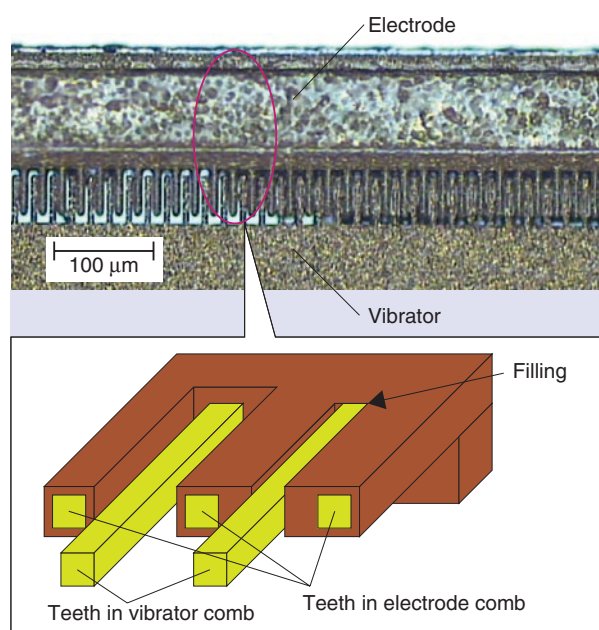 Electrode
100 μm
Vibrator
Filling
Teeth in vibrator comb
Teeth in electrode comb